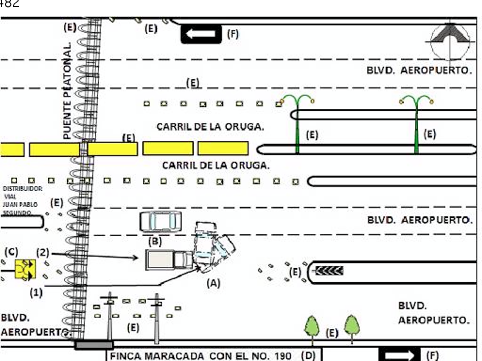 482
(E)
(E)
(F)
PUENTE PEATONAL.
BLVD. AEROPUERTO.
(E)
CARRIL DE LA ORUGA.
(E)
(E)
(E)
CARRIL DE LA ORUGA.
DISTRIBUIDOR
VIAL
JUAN PABLO
SEGUNDO.
(E)
BLVD. AEROPUERTO.
(B)
(C)
(2)
(A)
(E)
(1)
BLVD.
AEROPUERTO.
(E)
(E)
BLVD.
AEROPUERTO.
FINCA MARACADA CON EL NO. 190
(D)
(F)